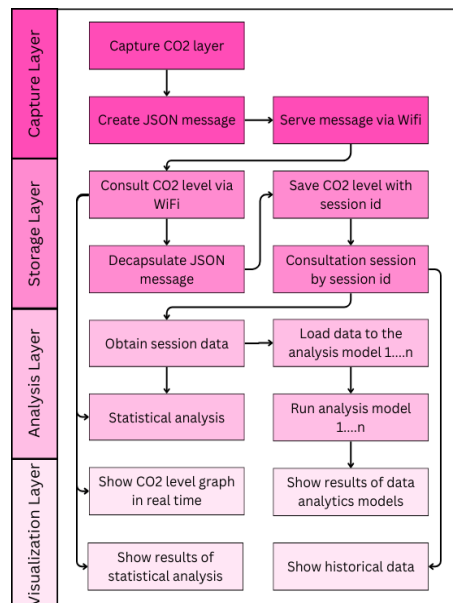 Capture Layer
Capture CO2 layer
Create JSON message
Serve message via Wifi
Storage Layer
Consult CO2 level via
WiFi
Save CO2 level with
session id
Decapsulate JSON
message
Consultation session
by session id
Analysis Layer
Obtain session data
Load data to the
analysis model 1....n
Statistical analysis
Run analysis model
1....n
Visualization Layer
Show CO2 level graph
in real time
Show results of data
analytics models
Show results of
statistical analysis
Show historical data